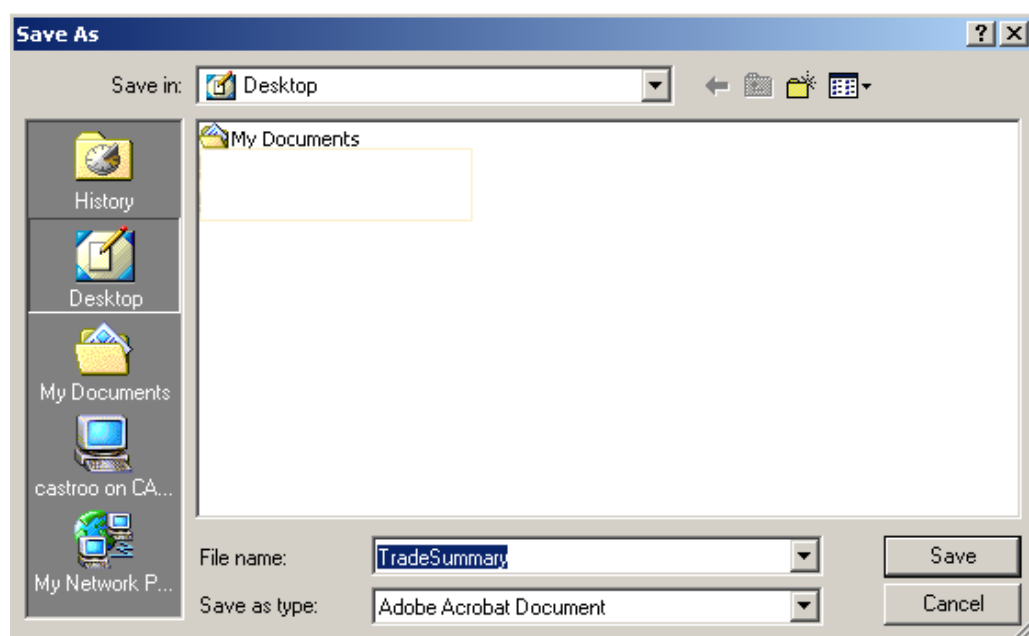 Save As
Save in: Desktop
My Documents
History
Desktop
My Documents
castroo on CA...
My Network P...
File name: TradeSummary Save
Save as type: Adobe Acrobat Document Cancel